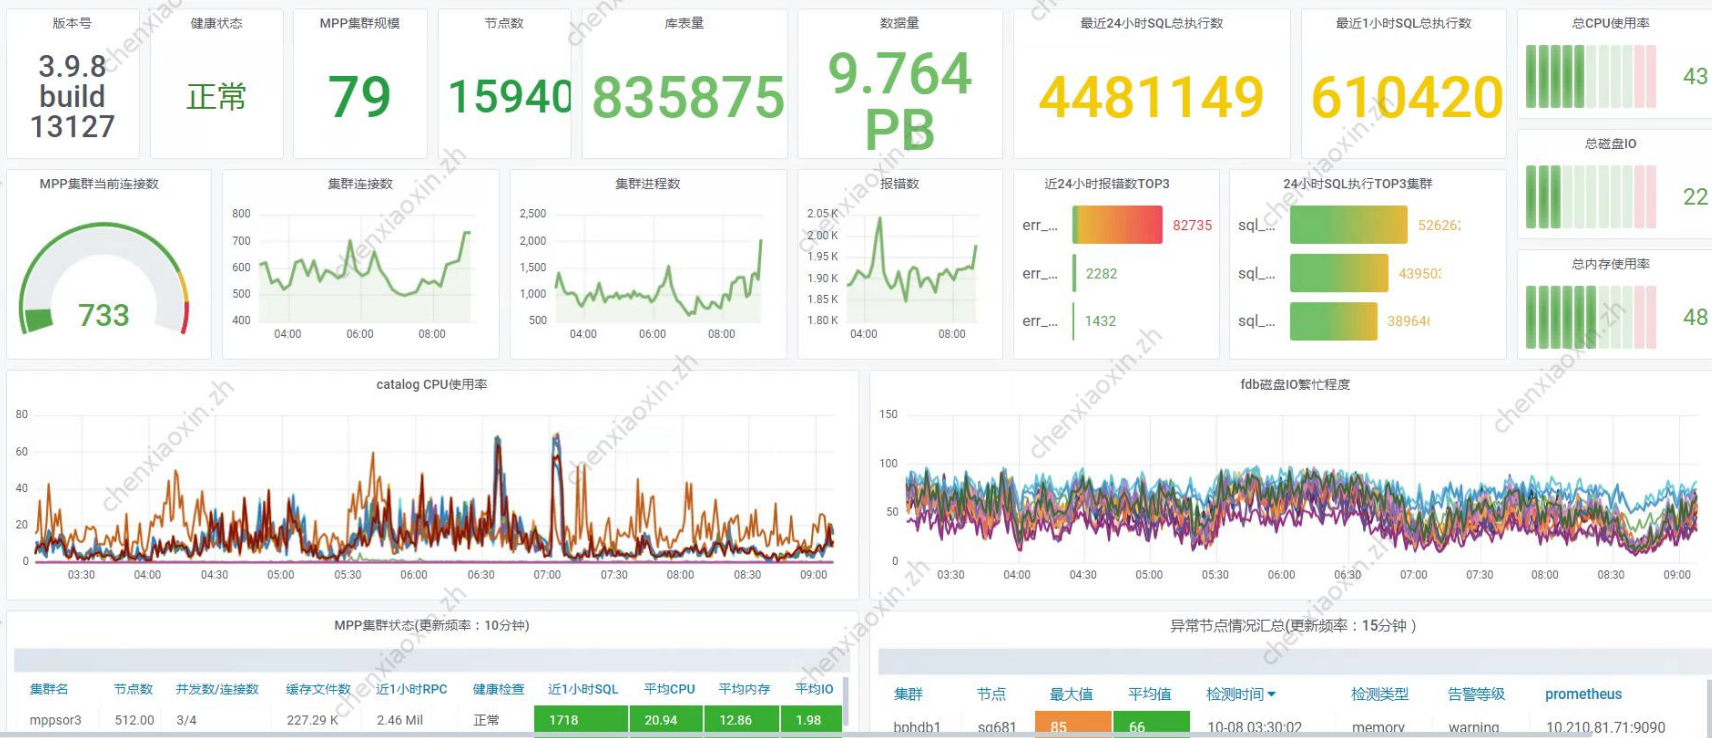 版本号
3.9.8
build
13127
健康状态
正常
MPP集群规模
79
节点数
15940
库表量
835875
数据量
9.764
PB
最近24小时SQL总执行数
4481149
最近1小时SQL总执行数
610420
总CPU使用率
43
总磁盘IO
22
总内存使用率
48
MPP集群当前连接数
733
集群连接数
800
700
600
500
400
04:00 06:00 08:00
集群进程数
2,500
2,000
1,500
1,000
500
04:00 06:00 08:00
报错数
2.05 K
2.00 K
1.95 K
1.90 K
1.85 K
1.80 K
04:00 08:00
近24小时报错数TOP3
err_... 82735
err_... 2282
err_... 1432
24小时SQL执行TOP3集群
sql_... 52626
sql_... 43950
sql_... 38964
catalog CPU使用率
80
60
40
20
0
03:30 04:00 04:30 05:00 05:30 06:00 06:30 07:00 07:30 08:00 08:30 09:00
fdb磁盘IO繁忙程度
150
100
50
0
03:30 04:00 04:30 05:00 05:30 06:00 06:30 07:00 07:30 08:00 08:30 09:00
MPP集群状态(更新频率：10分钟)
集群名 节点数 并发数/连接数 缓存文件数 近1小时RPC 健康检查 近1小时SQL 平均CPU 平均内存 平均IO
mppsor3 512.00 3/4 227.29 K 2.46 Mil 正常 1718 20.94 12.86 1.98
异常节点情况汇总(更新频率：15分钟 )
集群 节点 最大值 平均值 检测时间 检测类型 告警等级 prometheus
bphdb1 sg681 85 66 10-08 03:30:02 memory warning 10.210.81.71:9090
chenxiaoxin.zh